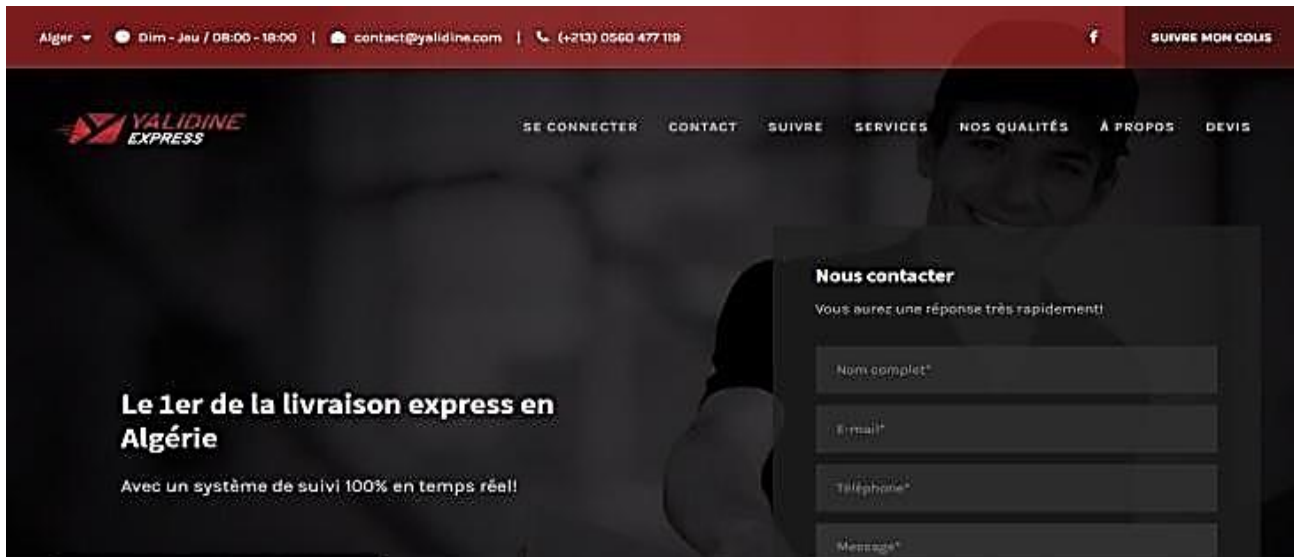 Alger
Dim - Jeu / 08:00 - 18:00 | contact@yalidine.com | (+213) 0560 477 119
f
SUIVRE MON COLIS
YALIDINE
EXPRESS
SE CONNECTER CONTACT SUIVRE SERVICES NOS QUALITÉS À PROPOS DEVIS
Nous contacter
Vous aurez une réponse très rapidement!
Nom complet*
E-mail*
Téléphone*
Message*
Le 1er de la livraison express en
Algérie
Avec un système de suivi 100% en temps réel!